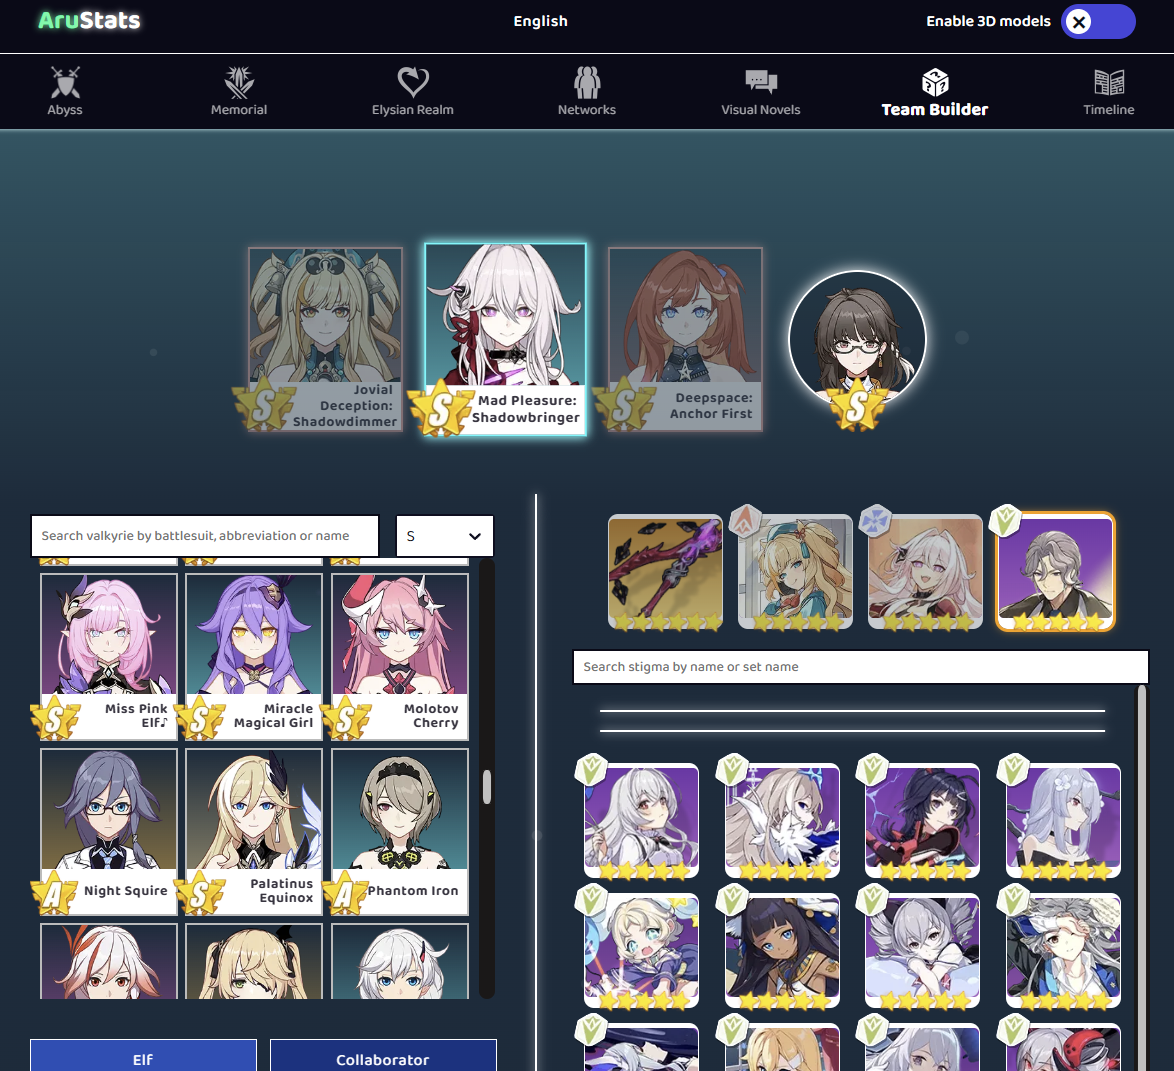 AruStats
English
Enable 3D models
Abyss
Memorial
Elysian Realm
Networks
Visual Novels
Team Builder
Timeline
Jovial
Deception:
Shadowdimmer
S
Mad Pleasure:
Shadowbringer
S
Deepspace:
Anchor First
S
S
Search valkyrie by battlesuit, abbreviation or name
S
Search stigma by name or set name
Miss Pink
Elf♪
S
Miracle
Magical Girl
S
Molotov
Cherry
S
Night Squire
A
Palatinus
Equinox
S
Phantom Iron
A
Elf
Collaborator